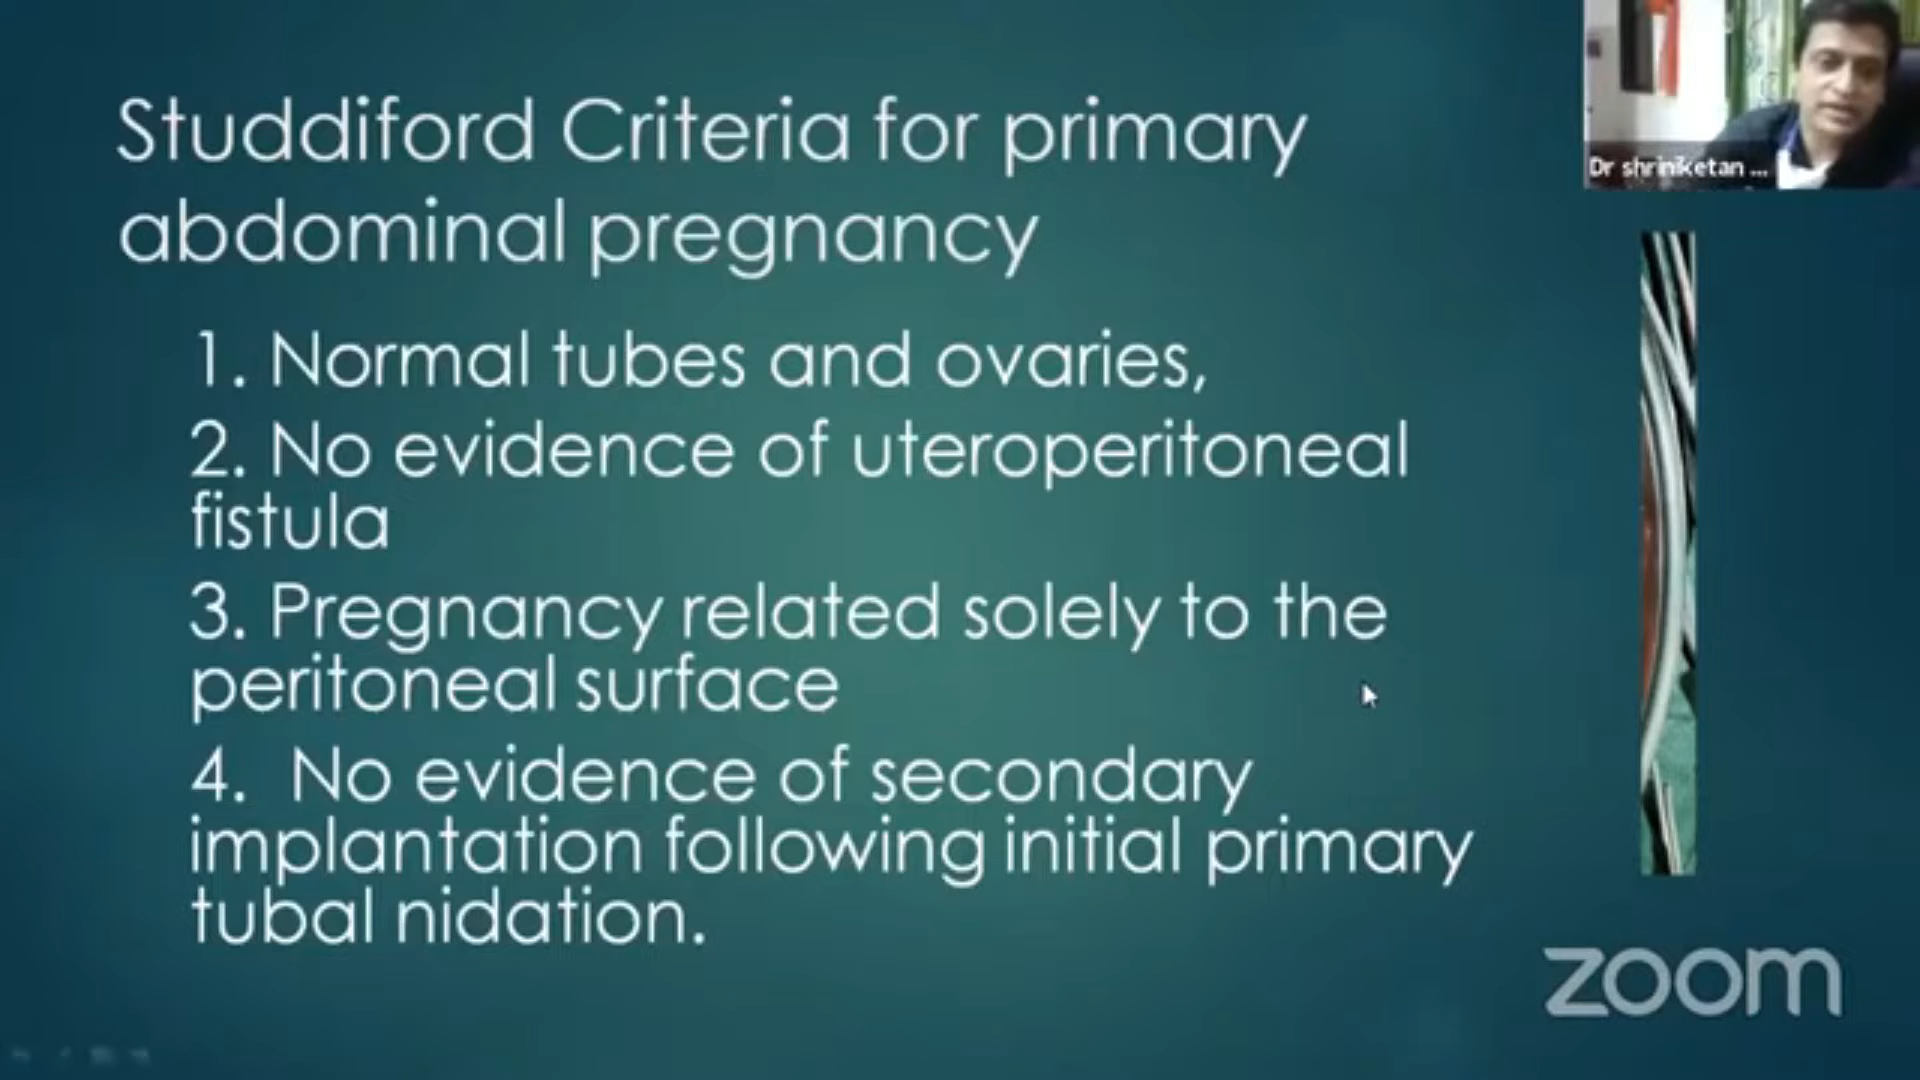 Studdiford Criteria for primary
abdominal pregnancy
1. Normal tubes and ovaries,
2. No evidence of uteroperitoneal
fistula
3. Pregnancy related solely to the
peritoneal surface
4. No evidence of secondary
implantation following initial primary
tubal nidation.
Dr shriniketan ...
zoom